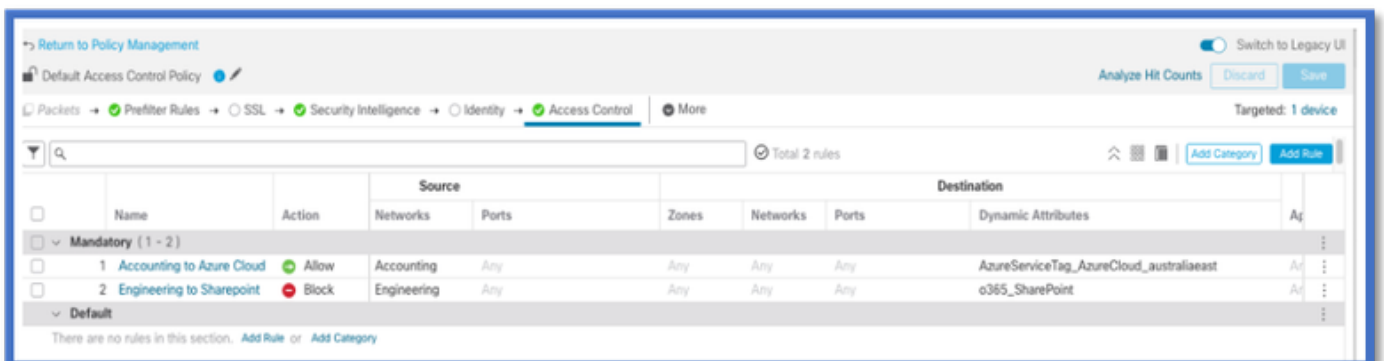 Return to Policy Management
Switch to Legacy UI
Default Access Control Policy
Analyze Hit Counts Discard Save
Packets → Prefilter Rules → SSL → Security Intelligence → Identity → Access Control More Targeted: 1 device
Total 2 rules Add Category Add Rule
Source Destination
Name Action Networks Ports Zones Networks Ports Dynamic Attributes Ap
Mandatory (1 - 2)
1 Accounting to Azure Cloud Allow Accounting Any Any Any Any AzureServiceTag_AzureCloud_australiaeast An
2 Engineering to Sharepoint Block Engineering Any Any Any Any o365_SharePoint An
Default
There are no rules in this section. Add Rule or Add Category